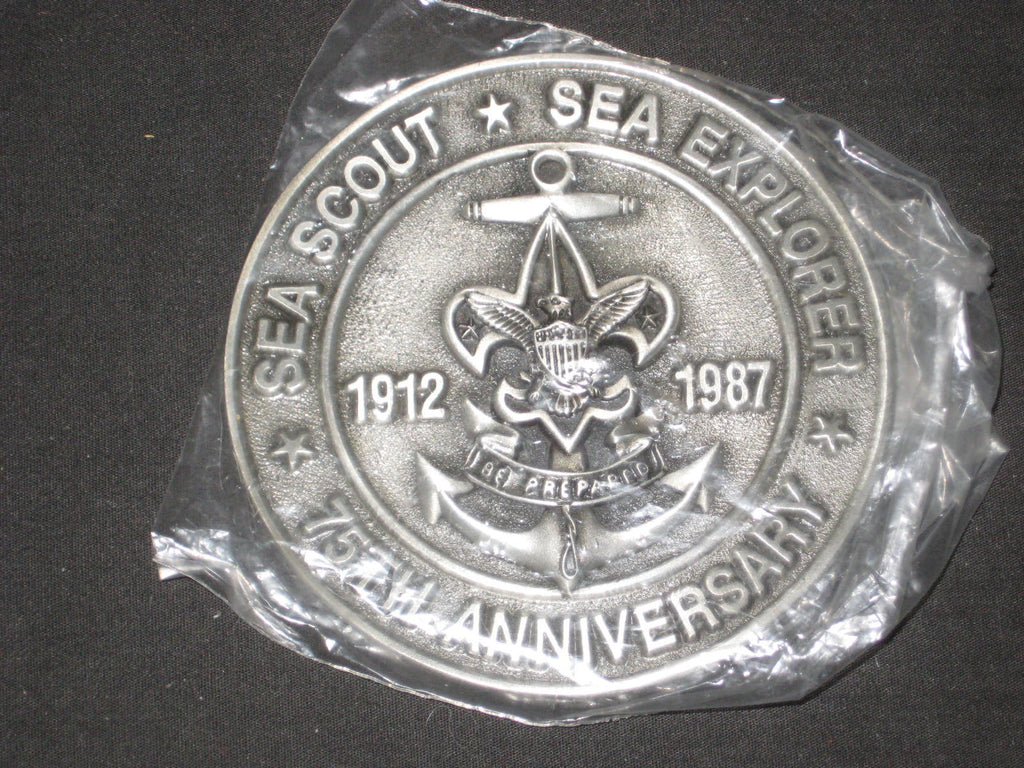 SEA SCOUT ★ SEA EXPLORER
1912 1987
BE PREPARED
75TH ANNIVERSARY